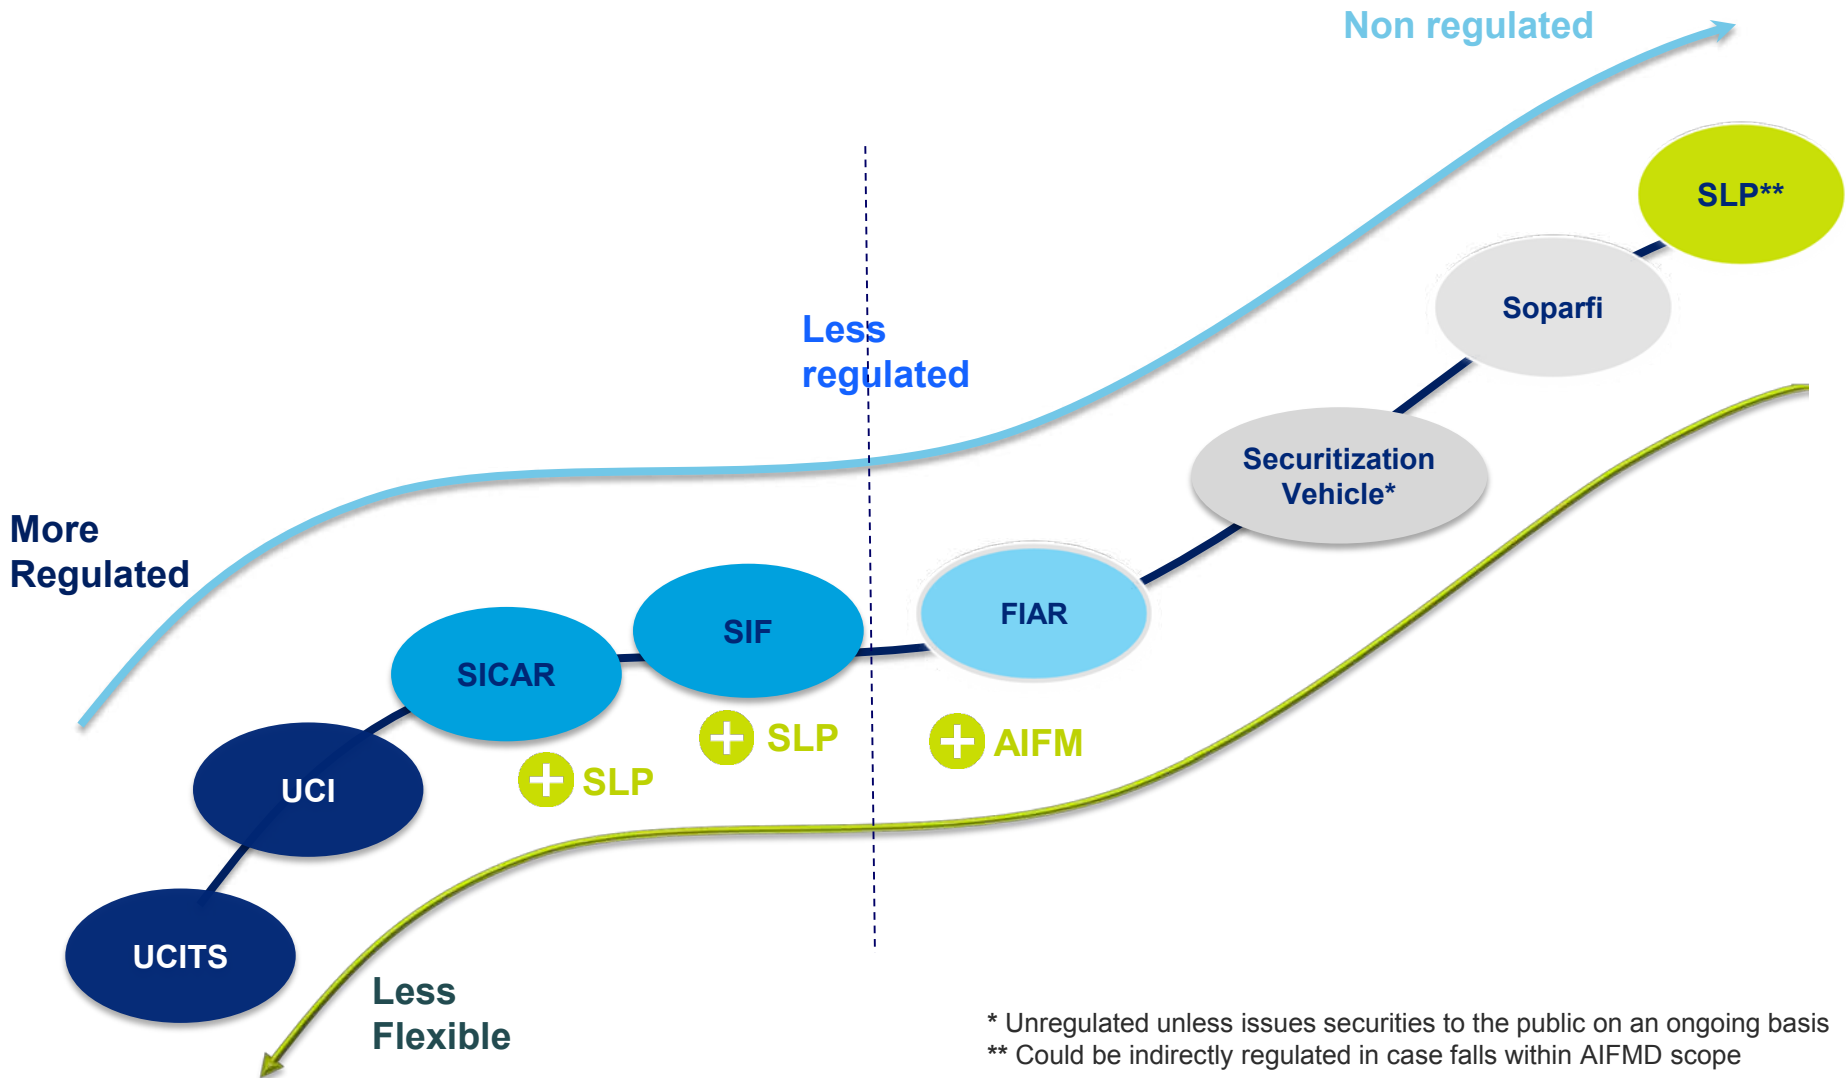 Non regulated
SLP**
Soparfi
Less
regulated
Securitization
Vehicle*
More
Regulated
FIAR
SIF
SICAR
SLP
AIFM
SLP
UCI
UCITS
Less
Flexible
* Unregulated unless issues securities to the public on an ongoing basis
** Could be indirectly regulated in case falls within AIFMD scope